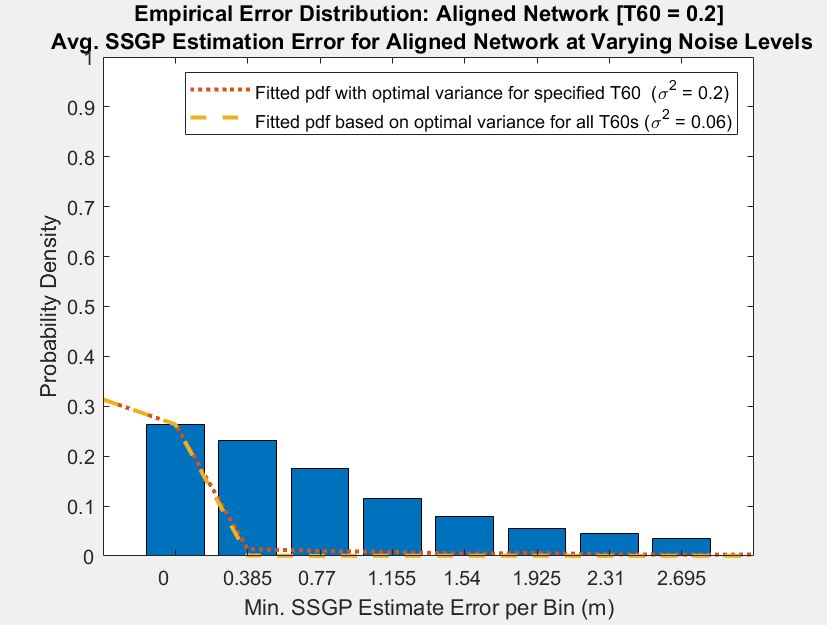 Empirical Error Distribution: Aligned Network [T60 = 0.2]
Avg. SSGP Estimation Error for Aligned Network at Varying Noise Levels
Fitted pdf with optimal variance for specified T60 (σ² = 0.2)
Fitted pdf based on optimal variance for all T60s (σ² = 0.06)
Probability Density
1
0.9
0.8
0.7
0.6
0.5
0.4
0.3
0.2
0.1
0
0 0.385 0.77 1.155 1.54 1.925 2.31 2.695
Min. SSGP Estimate Error per Bin (m)